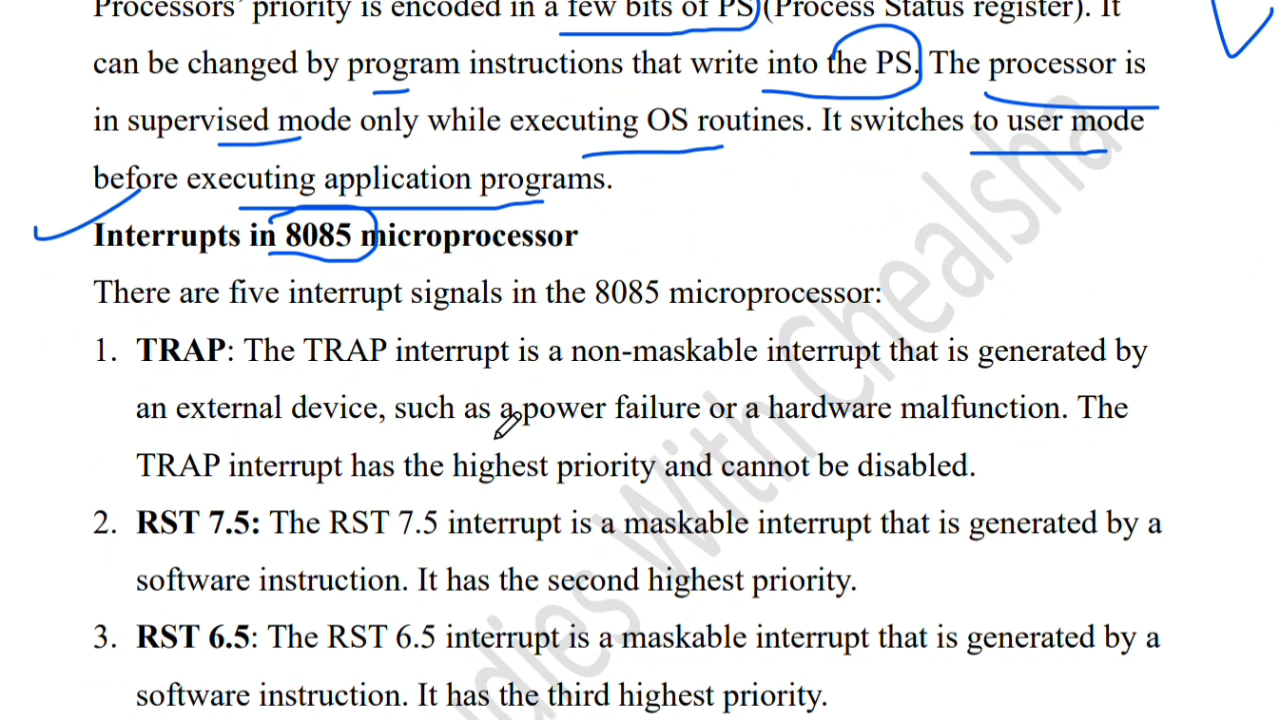 Processors' priority is encoded in a few bits of PS (Process Status register). It
can be changed by program instructions that write into the PS. The processor is
in supervised mode only while executing OS routines. It switches to user mode
before executing application programs.
Interrupts in 8085 microprocessor
There are five interrupt signals in the 8085 microprocessor:
1. TRAP: The TRAP interrupt is a non-maskable interrupt that is generated by
an external device, such as a power failure or a hardware malfunction. The
TRAP interrupt has the highest priority and cannot be disabled.
2. RST 7.5: The RST 7.5 interrupt is a maskable interrupt that is generated by a
software instruction. It has the second highest priority.
3. RST 6.5: The RST 6.5 interrupt is a maskable interrupt that is generated by a
software instruction. It has the third highest priority.
dies With Chealsha